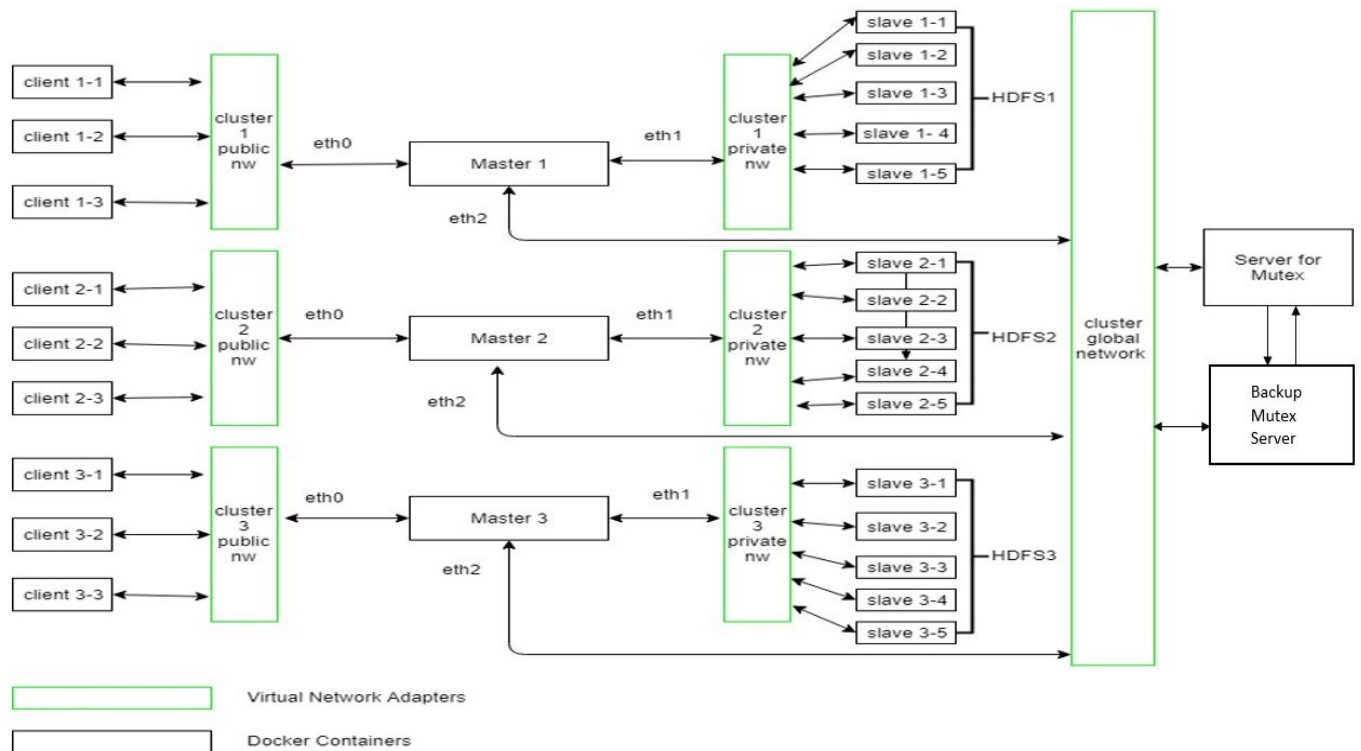 client 1-1
client 1-2
client 1-3
cluster
1
public
nw
eth0
Master 1
eth1
eth2
cluster
1
private
nw
slave 1-1
slave 1-2
slave 1-3
slave 1- 4
slave 1-5
HDFS1
client 2-1
client 2-2
client 2-3
cluster
2
public
nw
eth0
Master 2
eth1
eth2
cluster
2
private
nw
slave 2-1
slave 2-2
slave 2-3
slave 2-4
slave 2-5
HDFS2
client 3-1
client 3-2
client 3-3
cluster
3
public
nw
eth0
Master 3
eth1
eth2
cluster
3
private
nw
slave 3-1
slave 3-2
slave 3-3
slave 3-4
slave 3-5
HDFS3
cluster
global
network
Server for
Mutex
Backup
Mutex
Server
Virtual Network Adapters
Docker Containers